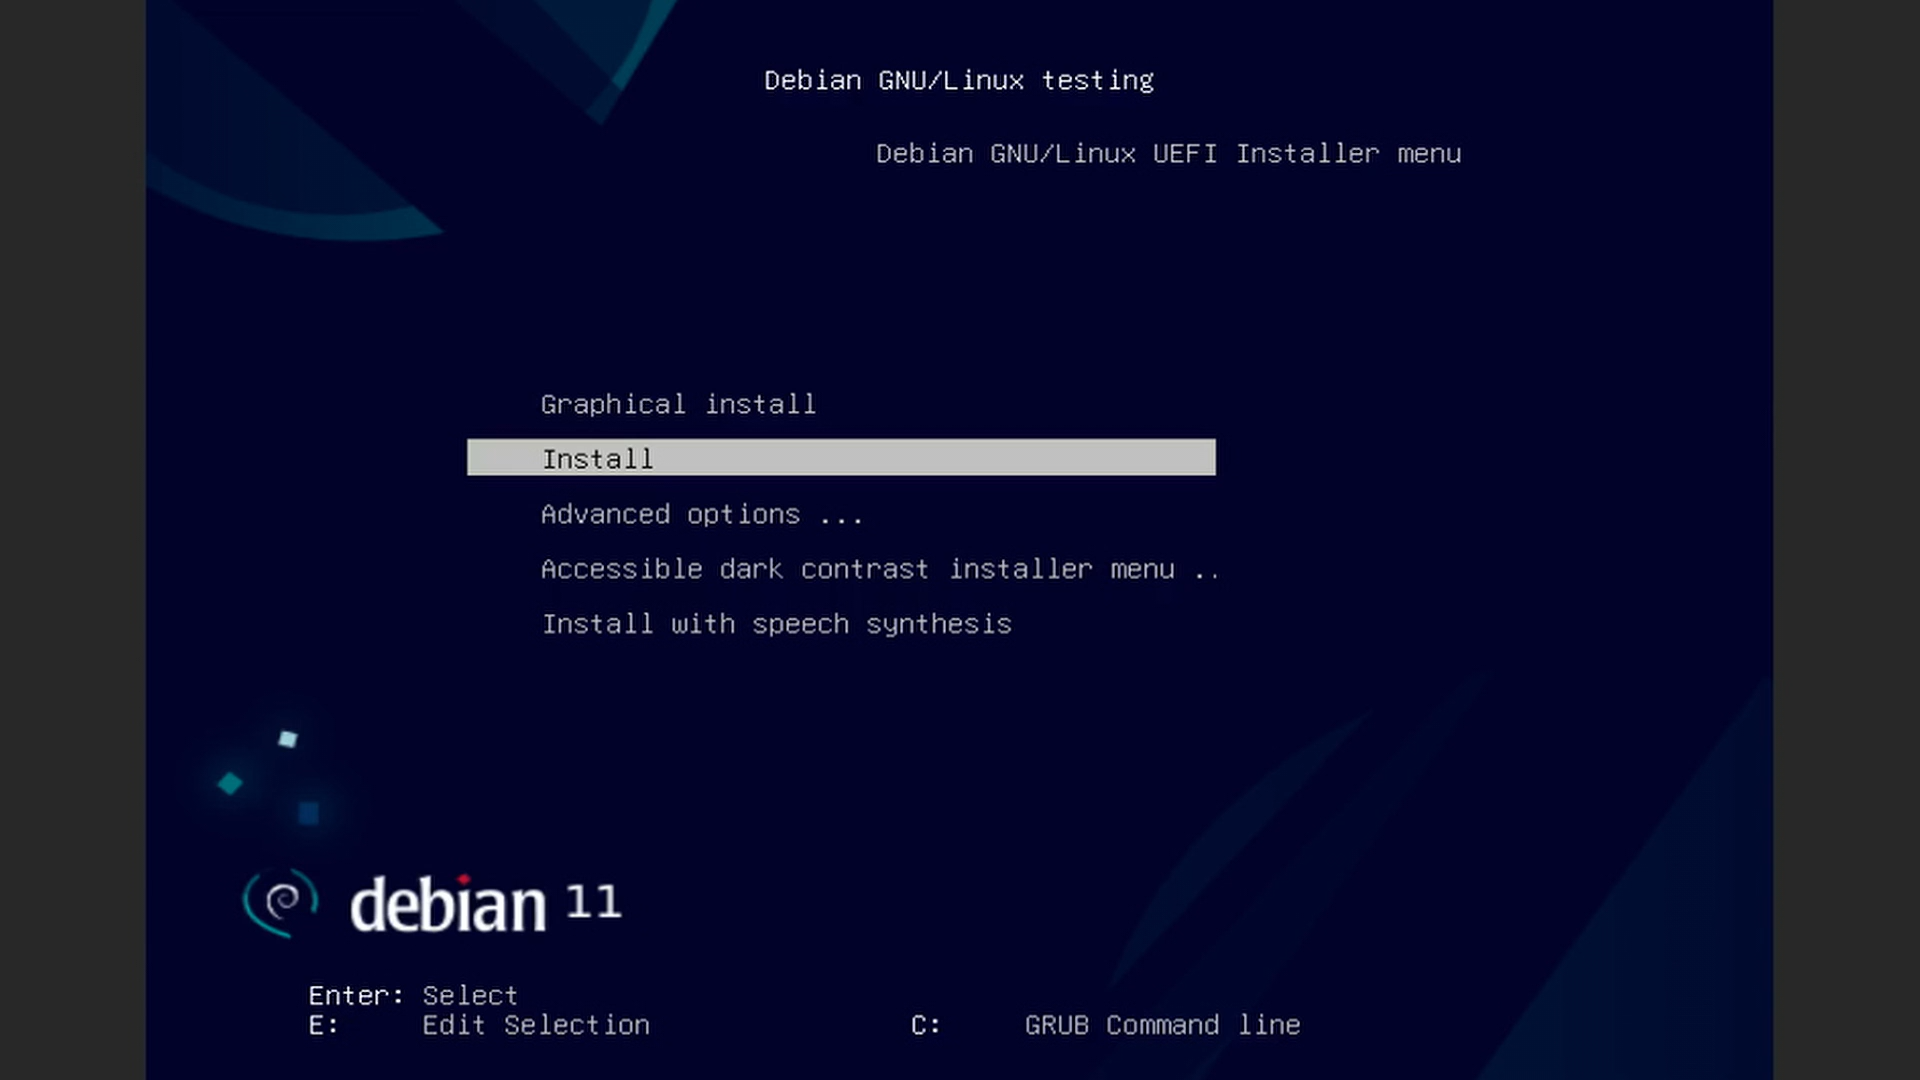 Debian GNU/Linux testing
Debian GNU/Linux UEFI Installer menu
Graphical install
Install
Advanced options ...
Accessible dark contrast installer menu ..
Install with speech synthesis
debian 11
Enter: Select
E: Edit Selection C: GRUB Command line